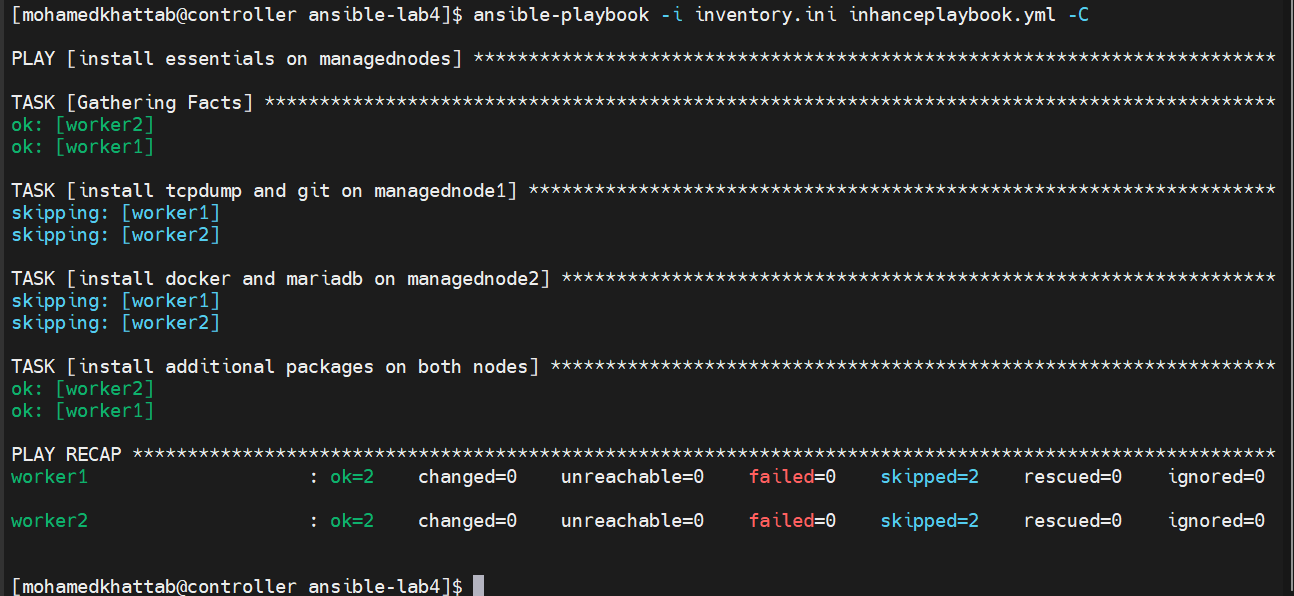 [mohamedkhattab@controller ansible-lab4]$ ansible-playbook -i inventory.ini inhanceplaybook.yml -C
PLAY [install essentials on managednodes] *************************************************************************
TASK [Gathering Facts] ********************************************************************************************
ok: [worker2]
ok: [worker1]
TASK [install tcpdump and git on managednode1] ********************************************************************
skipping: [worker1]
skipping: [worker2]
TASK [install docker and mariadb on managednode2] *****************************************************************
skipping: [worker1]
skipping: [worker2]
TASK [install additional packages on both nodes] ******************************************************************
ok: [worker2]
ok: [worker1]
PLAY RECAP ********************************************************************************************************
worker1                    : ok=2    changed=0    unreachable=0    failed=0    skipped=2    rescued=0    ignored=0
worker2                    : ok=2    changed=0    unreachable=0    failed=0    skipped=2    rescued=0    ignored=0
[mohamedkhattab@controller ansible-lab4]$